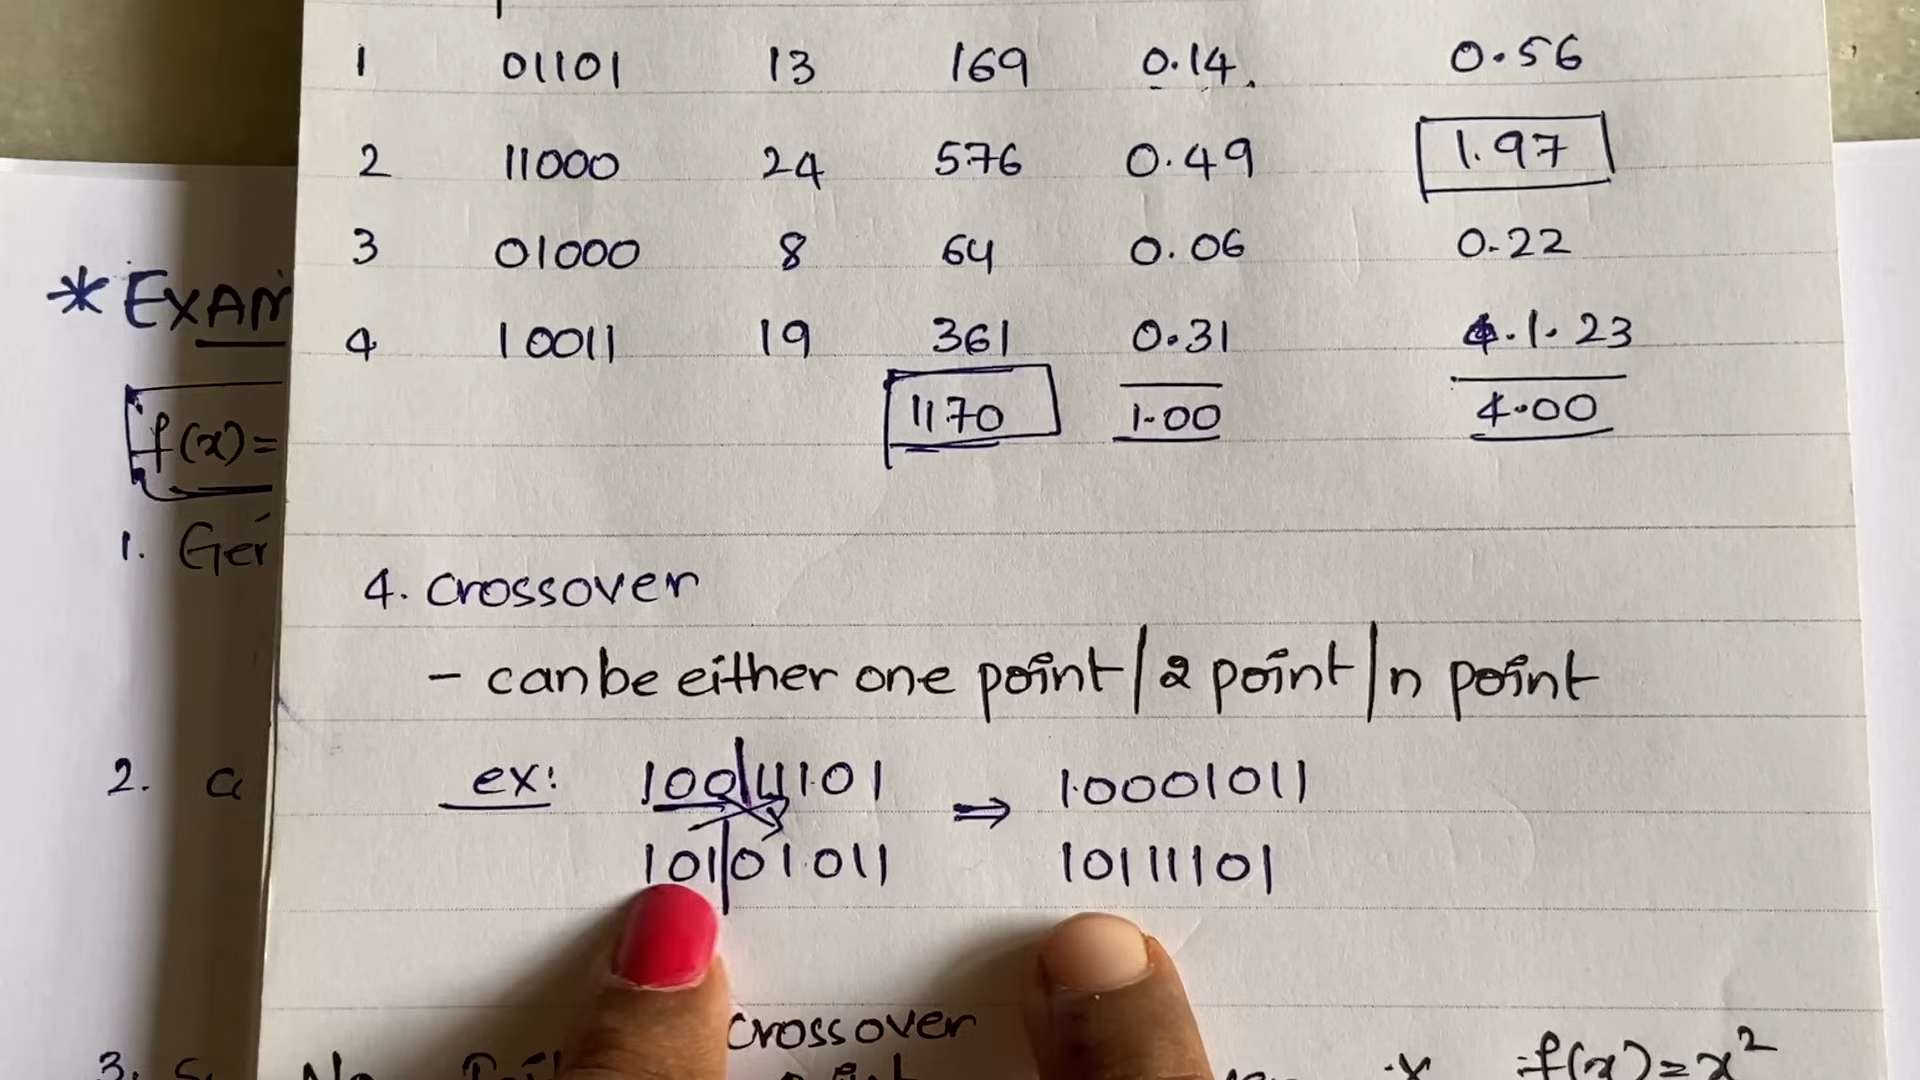 1 01101 13 169 0.14. 0.56
2 11000 24 576 0.49 1.97
3 01000 8 64 0.06 0.22
4 10011 19 361 0.31 1.23
1170 1.00 4.00
* EXAM
f(x)=
1. Ger
4. crossover
- can be either one point/2 point/n point
2.
ex: 100|11101 ⇒ 10001011
101|01011 10111101
crossover
3. S No f(x)=x²